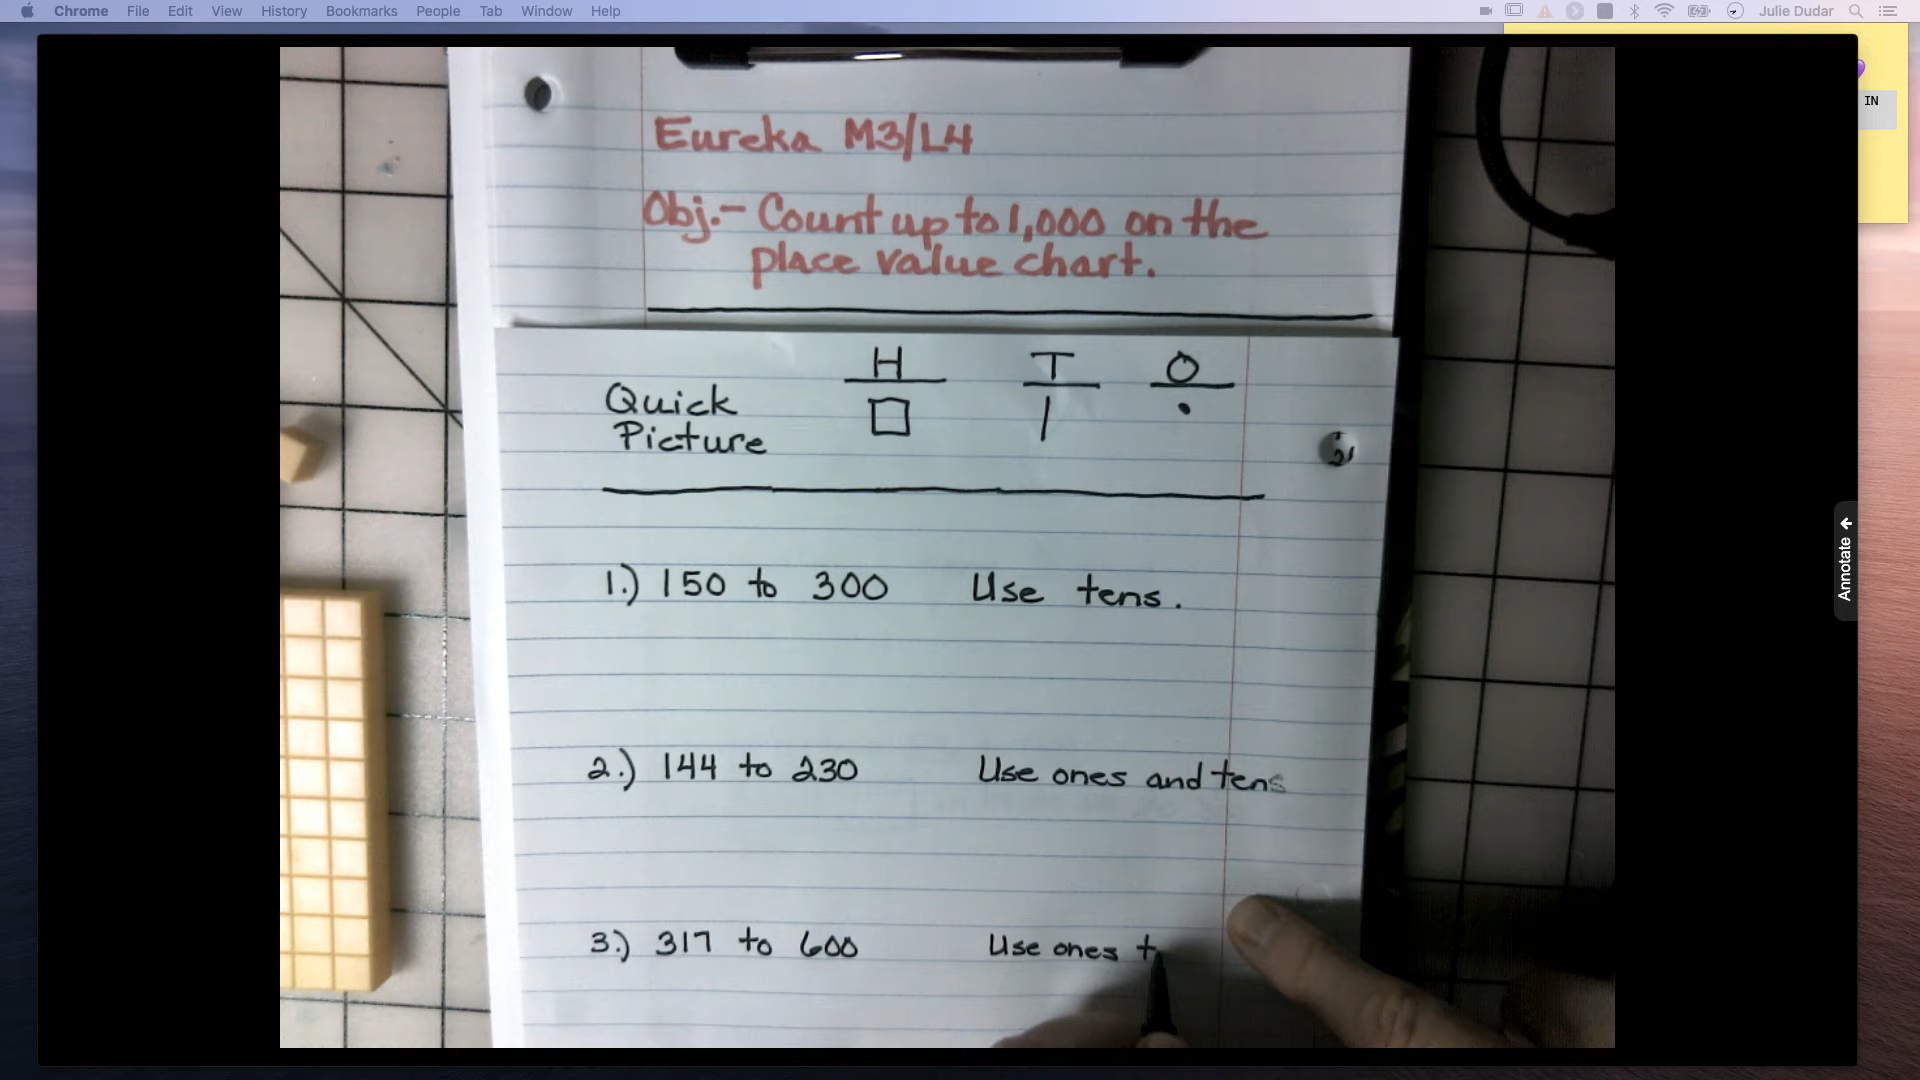 Chrome File Edit View History Bookmarks People Tab Window Help Julie Dudar
IN
Eureka M3/L4
Obj.- Count up to 1,000 on the
place value chart.
H T O
Quick
Picture
1.) 150 to 300 Use tens.
2.) 144 to 230 Use ones and tens
3.) 317 to 600 Use ones t
Annotate